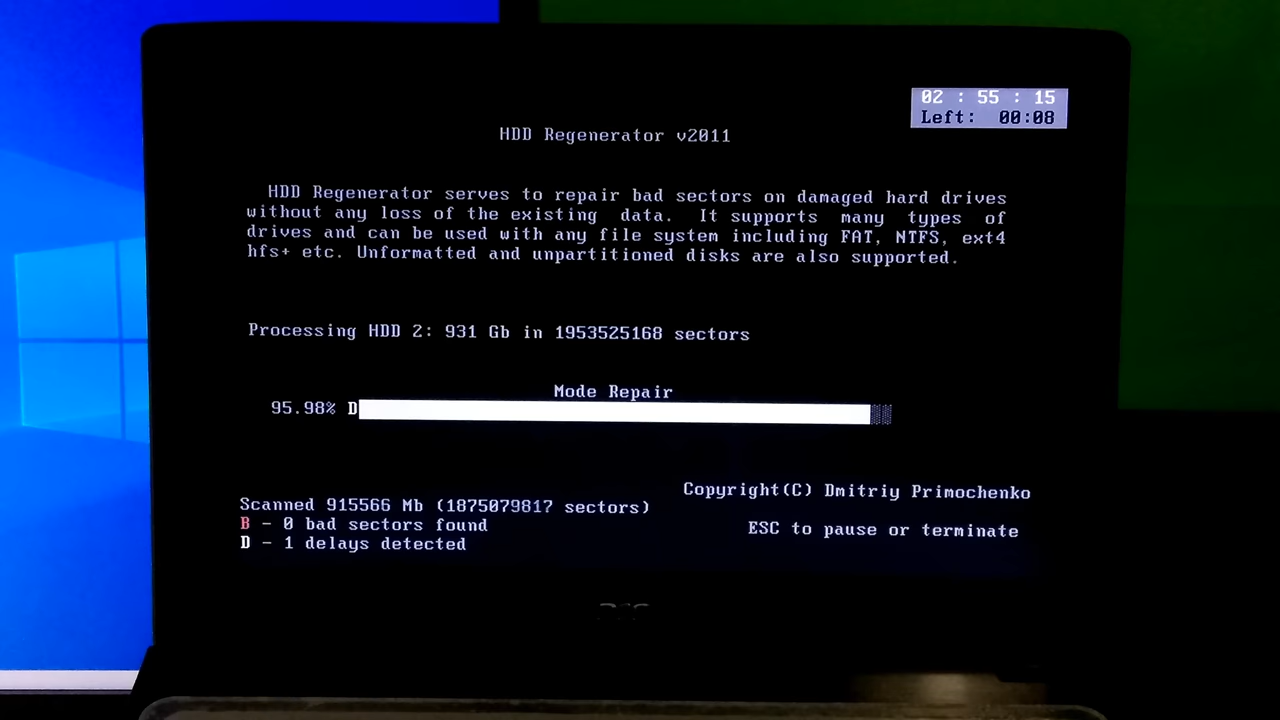 02 : 55 : 15
Left: 00:08
HDD Regenerator v2011
HDD Regenerator serves to repair bad sectors on damaged hard drives
without any loss of the existing data. It supports many types of
drives and can be used with any file system including FAT, NTFS, ext4
hfs+ etc. Unformatted and unpartitioned disks are also supported.
Processing HDD 2: 931 Gb in 1953525168 sectors
Mode Repair
95.98% D
Scanned 915566 Mb (1875079817 sectors)
B - 0 bad sectors found
D - 1 delays detected
Copyright(C) Dmitriy Primochenko
ESC to pause or terminate